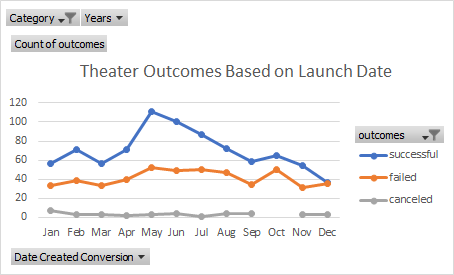 Category Years
Count of outcomes
Theater Outcomes Based on Launch Date
120
100
80
60
40
20
0
Jan Feb Mar Apr May Jun Jul Aug Sep Oct Nov Dec
outcomes
successful
failed
canceled
Date Created Conversion